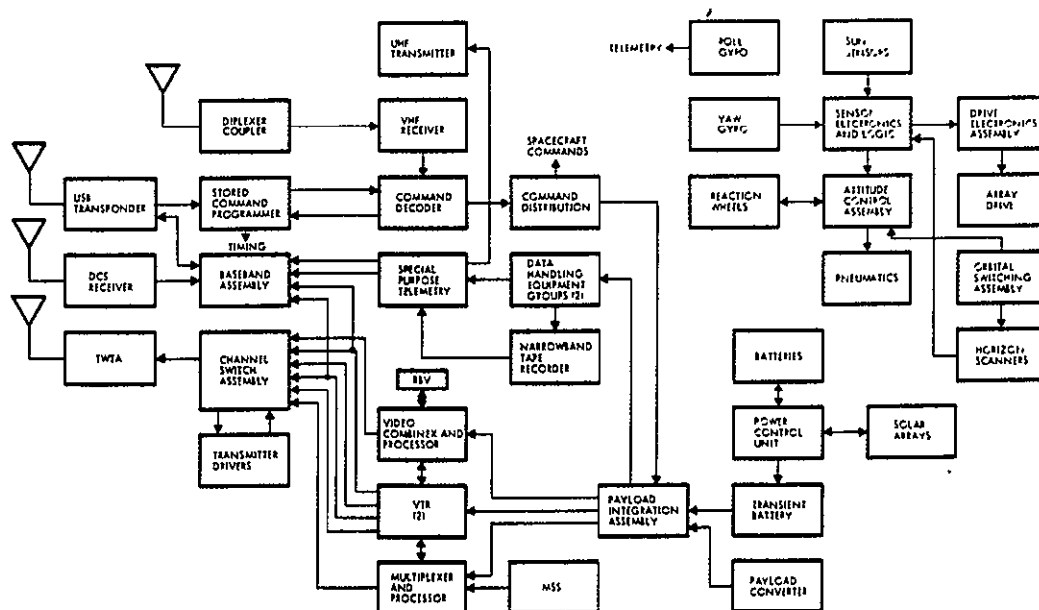 UHF
TRANSMITTER
TELEMETRY
ROLL
GYRO
SUN
SENSORS
DIPLEXER
COUPLER
VHF
RECEIVER
SPACECRAFT
COMMANDS
YAW
GYRO
SENSOR
ELECTRONICS
AND LOGIC
DRIVE
ELECTRONICS
ASSEMBLY
USB
TRANSPONDER
STORED
COMMAND
PROGRAMMER
COMMAND
DECODER
COMMAND
DISTRIBUTION
REACTION
WHEELS
ATTITUDE
CONTROL
ASSEMBLY
ARRAY
DRIVE
TIMING
DCS
RECEIVER
BASEBAND
ASSEMBLY
SPECIAL
PURPOSE
TELEMETRY
DATA
HANDLING
EQUIPMENT
GROUPS (2)
PNEUMATICS
ORBITAL
SWITCHING
ASSEMBLY
TWTA
CHANNEL
SWITCH
ASSEMBLY
NARROWBAND
TAPE
RECORDER
BATTERIES
HORIZON
SCANNERS
RBV
VIDEO
COMBINER AND
PROCESSOR
POWER
CONTROL
UNIT
SOLAR
ARRAYS
TRANSMITTER
DRIVERS
VTR
(2)
PAYLOAD
INTEGRATION
ASSEMBLY
TRANSIENT
BATTERY
MULTIPLEXER
AND
PROCESSOR
MSS
PAYLOAD
CONVERTER